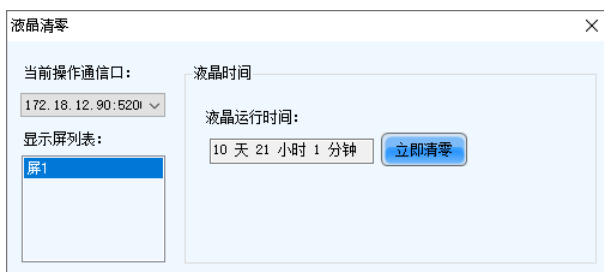 液晶清零
当前操作通信口：
172.18.12.90:520
显示屏列表：
屏1
液晶时间
液晶运行时间：
10 天 21 小时 1 分钟
立即清零